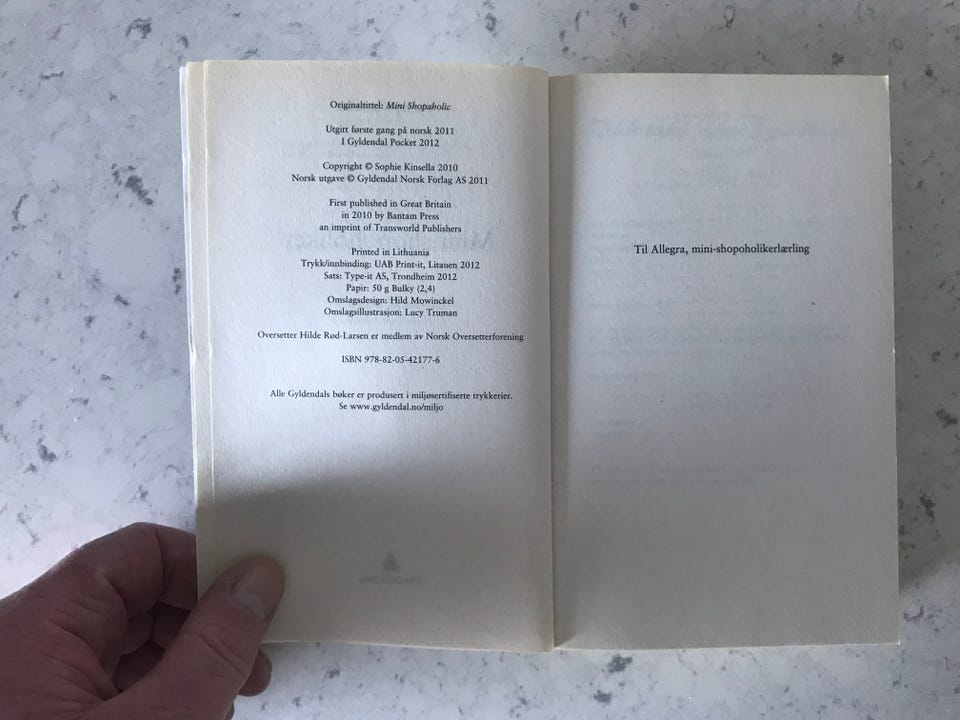 Originaltittel: Mini Shopaholic
Utgitt første gang på norsk 2011
I Gyldendal Pocket 2012
Copyright © Sophie Kinsella 2010
Norsk utgave © Gyldendal Norsk Forlag AS 2011
First published in Great Britain
in 2010 by Bantam Press
an imprint of Transworld Publishers
Printed in Lithuania
Trykk/innbinding: UAB Print-it, Litauen 2012
Sats: Type-it AS, Trondheim 2012
Papir: 50 g Bulky (2,4)
Omslagsdesign: Hild Mowinckel
Omslagsillustrasjon: Lucy Truman
Oversetter Hilde Rød-Larsen er medlem av Norsk Oversetterforening
ISBN 978-82-05-42177-6
Alle Gyldendals bøker er produsert i miljøsertifiserte trykkerier.
Se www.gyldendal.no/miljo
Til Allegra, mini-shopoholikerlærling